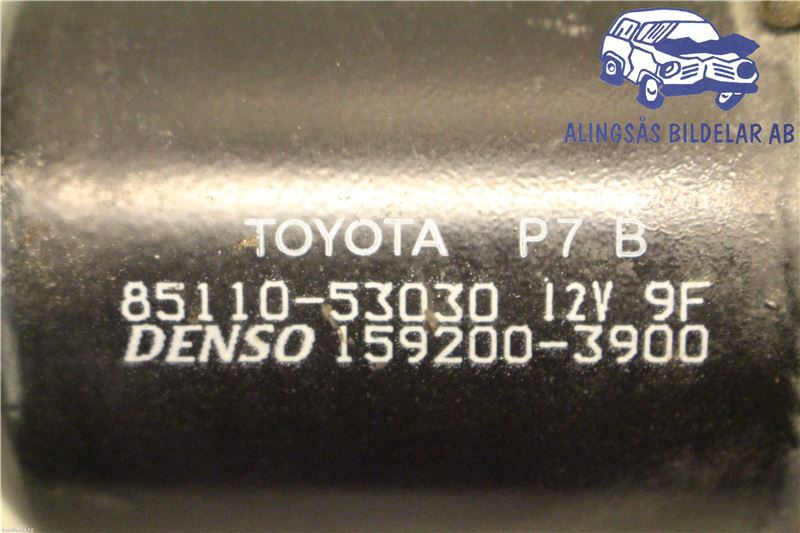 ALINGSÅS BILDELAR AB
TOYOTA P7 B
85110-53030 12V 9F
DENSO 159200-3900